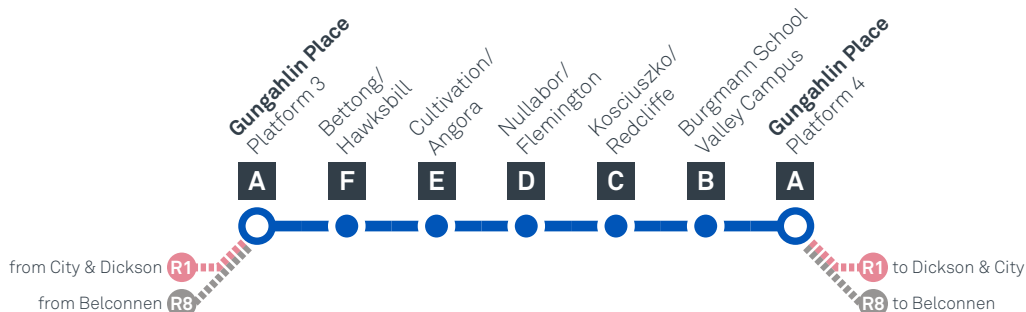 Gungahlin Place
Platform 3
Bettong/
Hawksbill
Cultivation/
Angora
Nullabor/
Flemington
Kosciuszko/
Redcliffe
Burgmann School
Valley Campus
Gungahlin Place
Platform 4
A
F
E
D
C
B
A
from City & Dickson R1
R1 to Dickson & City
from Belconnen R8
R8 to Belconnen